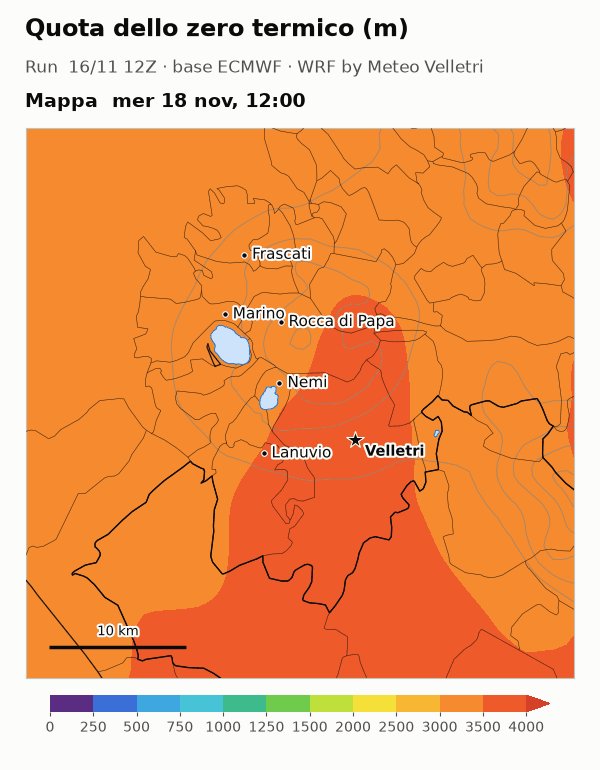 Quota dello zero termico (m)
Run 16/11 12Z · base ECMWF · WRF by Meteo Velletri
Mappa mer 18 nov, 12:00
Frascati
Marino
Rocca di Papa
Nemi
Velletri
Lanuvio
10 km
0 250 500 750 1000 1250 1500 2000 2500 3000 3500 4000